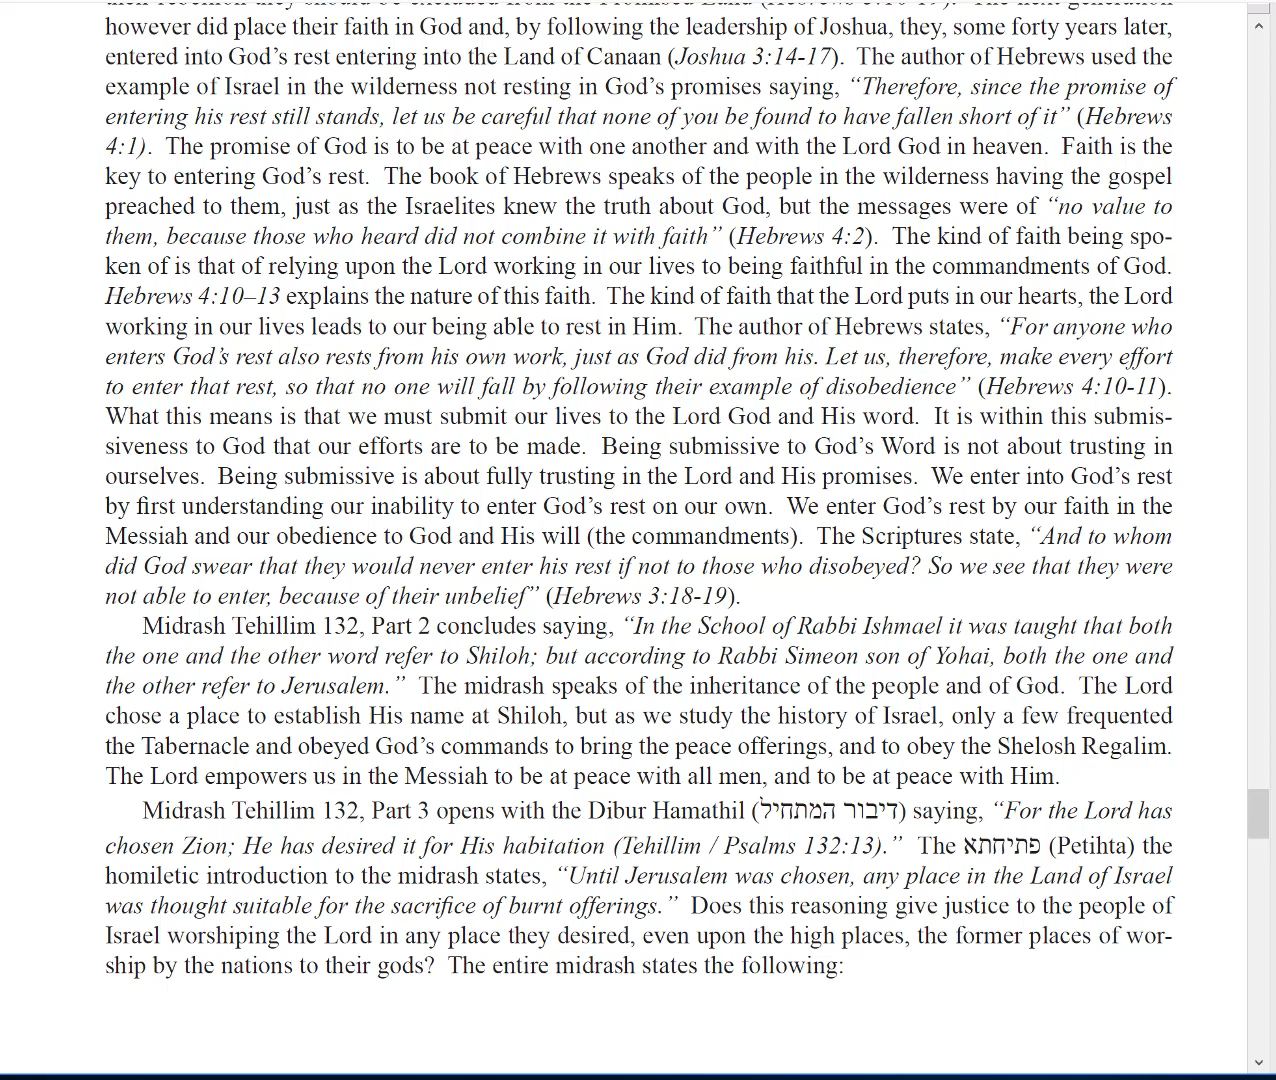 however did place their faith in God and, by following the leadership of Joshua, they, some forty years later,
entered into God’s rest entering into the Land of Canaan (Joshua 3:14-17).  The author of Hebrews used the
example of Israel in the wilderness not resting in God’s promises saying, “Therefore, since the promise of
entering his rest still stands, let us be careful that none of you be found to have fallen short of it” (Hebrews
4:1).  The promise of God is to be at peace with one another and with the Lord God in heaven.  Faith is the
key to entering God’s rest.  The book of Hebrews speaks of the people in the wilderness having the gospel
preached to them, just as the Israelites knew the truth about God, but the messages were of “no value to
them, because those who heard did not combine it with faith” (Hebrews 4:2).  The kind of faith being spo-
ken of is that of relying upon the Lord working in our lives to being faithful in the commandments of God.
Hebrews 4:10–13 explains the nature of this faith.  The kind of faith that the Lord puts in our hearts, the Lord
working in our lives leads to our being able to rest in Him.  The author of Hebrews states, “For anyone who
enters God’s rest also rests from his own work, just as God did from his. Let us, therefore, make every effort
to enter that rest, so that no one will fall by following their example of disobedience” (Hebrews 4:10-11).
What this means is that we must submit our lives to the Lord God and His word.  It is within this submis-
siveness to God that our efforts are to be made.  Being submissive to God’s Word is not about trusting in
ourselves.  Being submissive is about fully trusting in the Lord and His promises.  We enter into God’s rest
by first understanding our inability to enter God’s rest on our own.  We enter God’s rest by our faith in the
Messiah and our obedience to God and His will (the commandments).  The Scriptures state, “And to whom
did God swear that they would never enter his rest if not to those who disobeyed? So we see that they were
not able to enter, because of their unbelief” (Hebrews 3:18-19).
Midrash Tehillim 132, Part 2 concludes saying, “In the School of Rabbi Ishmael it was taught that both
the one and the other word refer to Shiloh; but according to Rabbi Simeon son of Yohai, both the one and
the other refer to Jerusalem.”  The midrash speaks of the inheritance of the people and of God.  The Lord
chose a place to establish His name at Shiloh, but as we study the history of Israel, only a few frequented
the Tabernacle and obeyed God’s commands to bring the peace offerings, and to obey the Shelosh Regalim.
The Lord empowers us in the Messiah to be at peace with all men, and to be at peace with Him.
Midrash Tehillim 132, Part 3 opens with the Dibur Hamathil (דיבור המתחיל) saying, “For the Lord has
chosen Zion; He has desired it for His habitation (Tehillim / Psalms 132:13).”  The פתיחתא (Petihta) the
homiletic introduction to the midrash states, “Until Jerusalem was chosen, any place in the Land of Israel
was thought suitable for the sacrifice of burnt offerings.”  Does this reasoning give justice to the people of
Israel worshiping the Lord in any place they desired, even upon the high places, the former places of wor-
ship by the nations to their gods?  The entire midrash states the following: